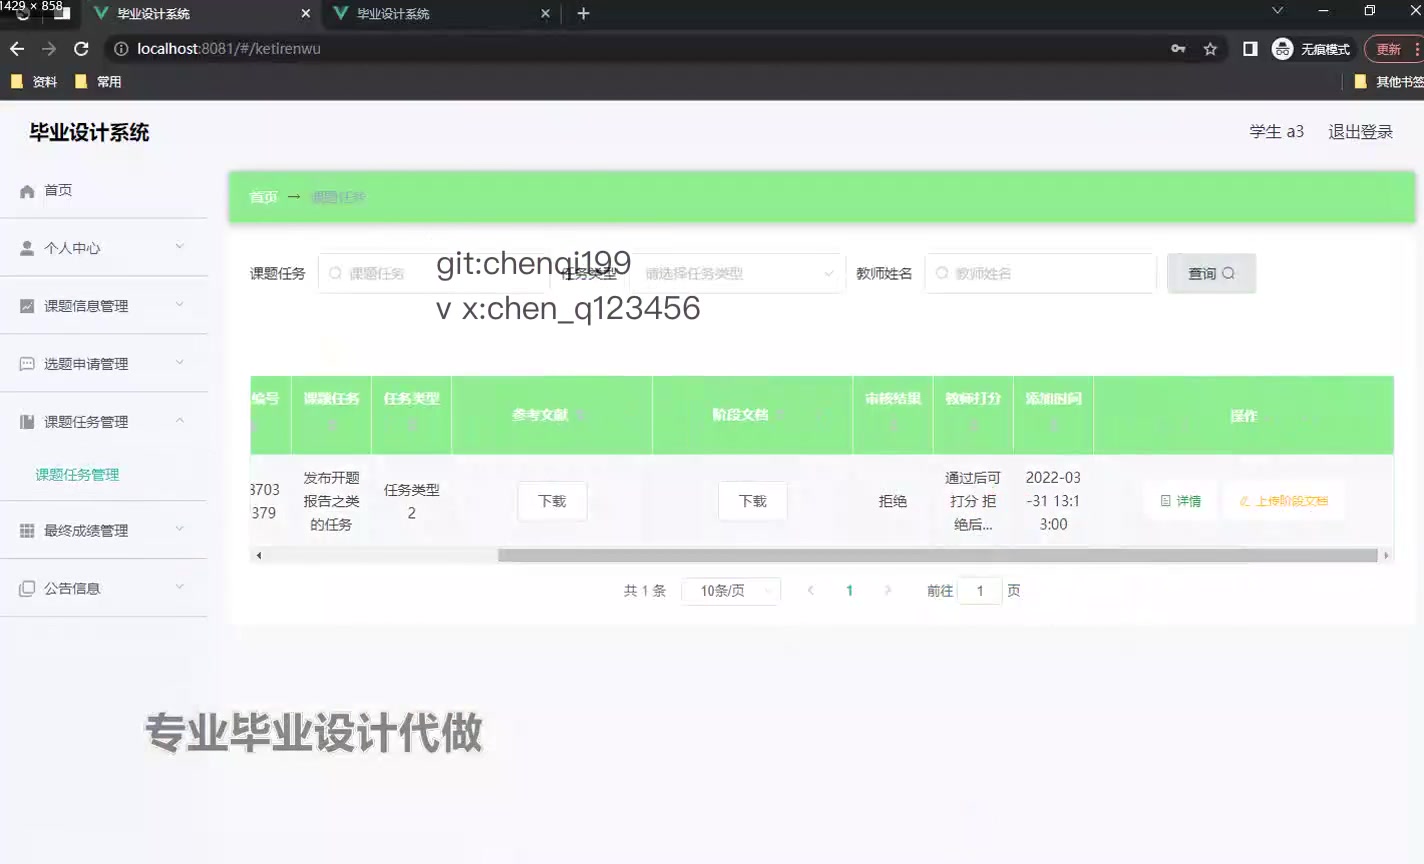 1429 × 858
毕业设计系统
毕业设计系统
localhost:8081/#/ketirenwu
无痕模式
更新
资料
常用
其他书签
毕业设计系统
学生 a3
退出登录
首页
个人中心
课题信息管理
选题申请管理
课题任务管理
课题任务管理
最终成绩管理
公告信息
首页 → 课题任务
课题任务
课题任务
任务类型
请选择任务类型
教师姓名
教师姓名
查询
git:chenqi199
v x:chen_q123456
编号
课题任务
任务类型
参考文献
阶段文档
审核结果
教师打分
添加时间
操作
3703
379
发布开题
报告之类
的任务
任务类型
2
下载
下载
拒绝
通过后可
打分 拒
绝后...
2022-03
-31 13:1
3:00
详情
上传阶段文档
共 1 条
10条/页
1
前往
1
页
专业毕业设计代做